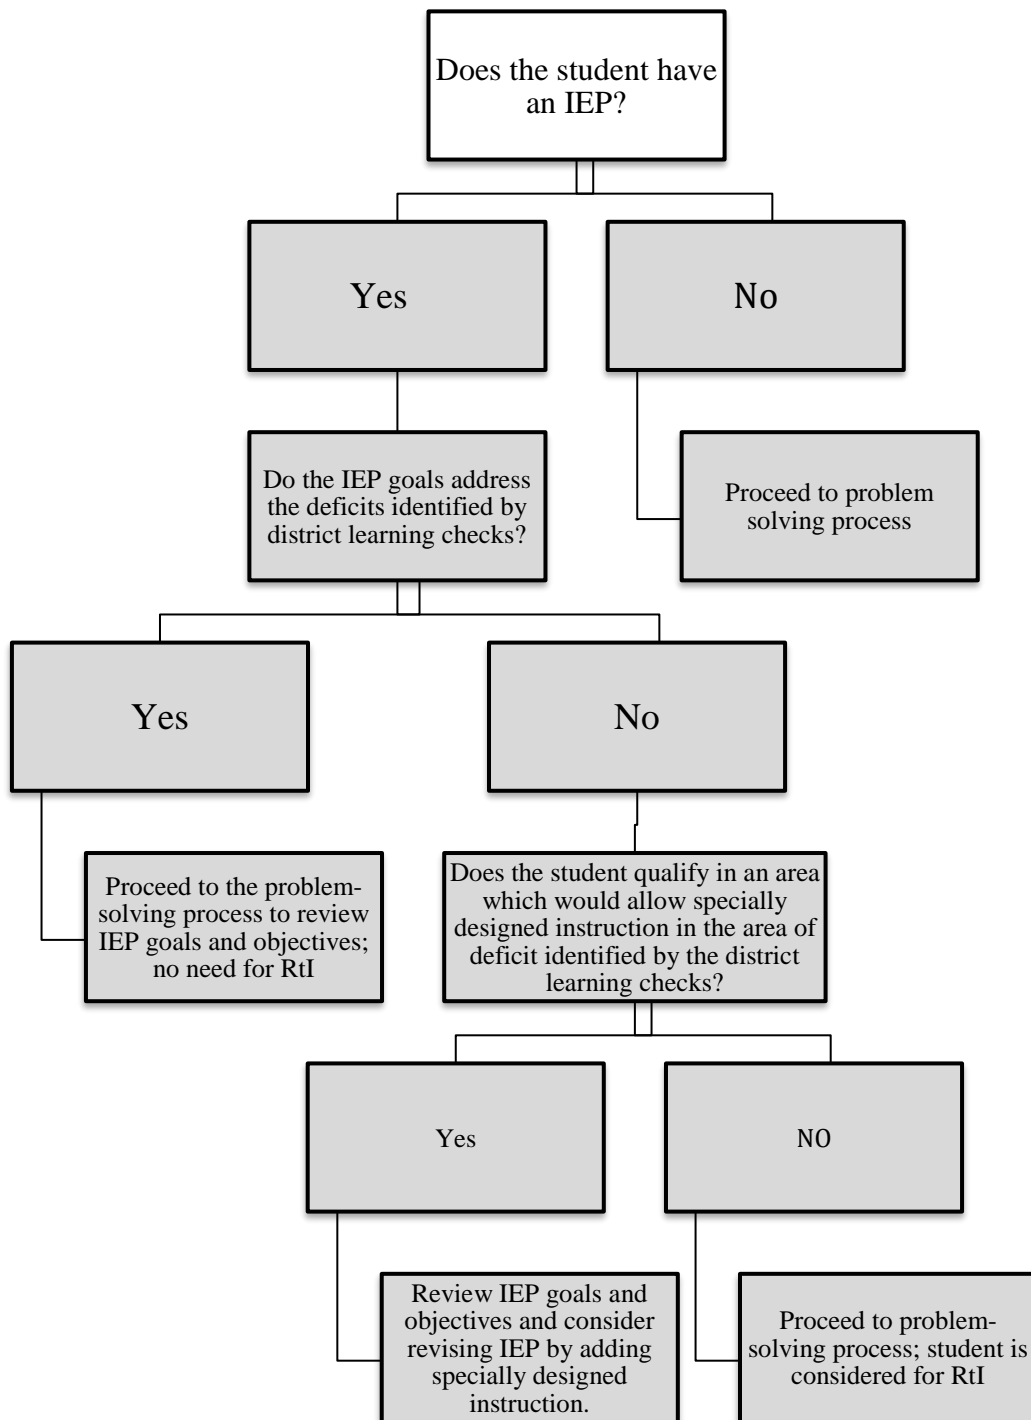 Does the student have
an IEP?
Yes
No
Do the IEP goals address
the deficits identified by
district learning checks?
Proceed to problem
solving process
Yes
No
Proceed to the problem-
solving process to review
IEP goals and objectives;
no need for RtI
Does the student qualify in an area
which would allow specially
designed instruction in the area of
deficit identified by the district
learning checks?
Yes
NO
Review IEP goals and
objectives and consider
revising IEP by adding
specially designed
instruction.
Proceed to problem-
solving process; student is
considered for RtI